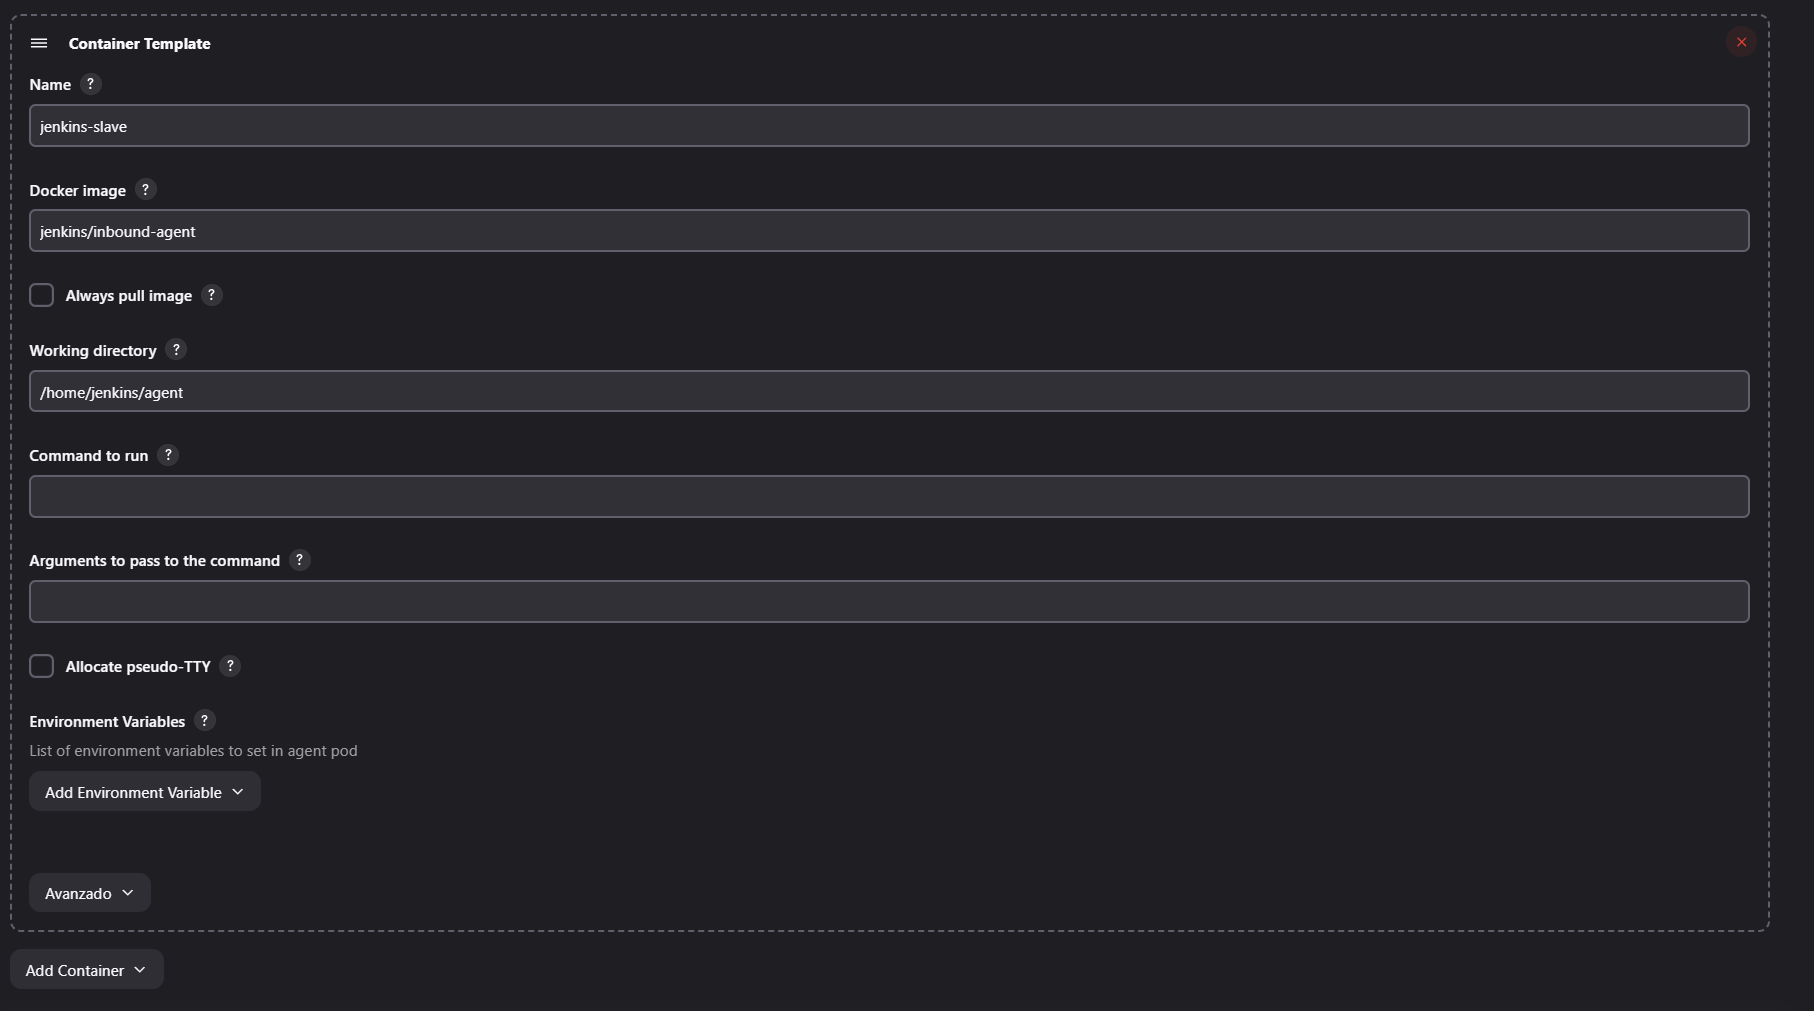 Container Template
Name ?
jenkins-slave
Docker image ?
jenkins/inbound-agent
Always pull image ?
Working directory ?
/home/jenkins/agent
Command to run ?
Arguments to pass to the command ?
Allocate pseudo-TTY ?
Environment Variables ?
List of environment variables to set in agent pod
Add Environment Variable
Avanzado
Add Container